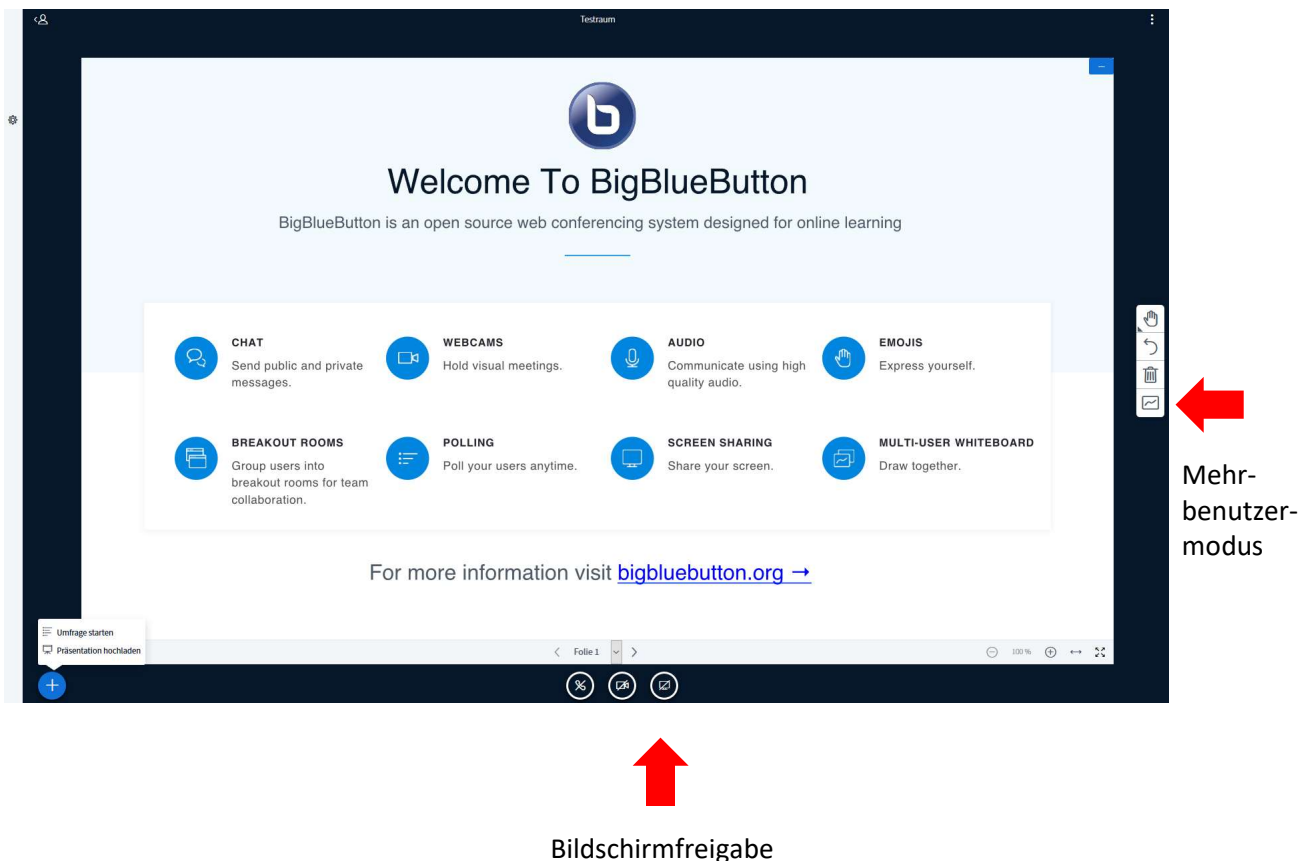 Testraum
Welcome To BigBlueButton
BigBlueButton is an open source web conferencing system designed for online learning
CHAT
Send public and private
messages.
WEBCAMS
Hold visual meetings.
AUDIO
Communicate using high
quality audio.
EMOJIS
Express yourself.
BREAKOUT ROOMS
Group users into
breakout rooms for team
collaboration.
POLLING
Poll your users anytime.
SCREEN SHARING
Share your screen.
MULTI-USER WHITEBOARD
Draw together.
Mehr-
benutzer-
modus
For more information visit bigbluebutton.org →
Umfrage starten
Präsentation hochladen
Folie 1
100 %
Bildschirmfreigabe